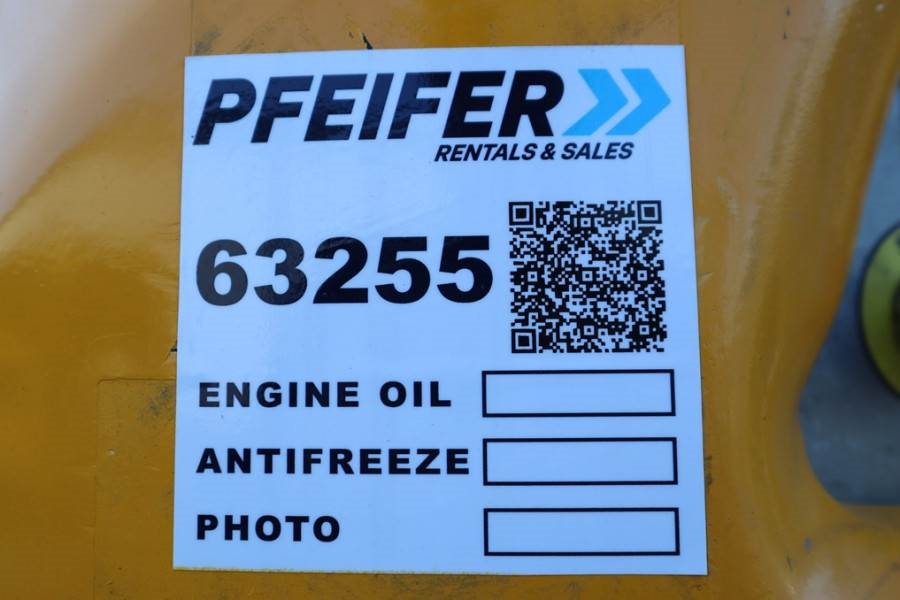 PFEIFER
RENTALS & SALES
63255
ENGINE OIL
ANTIFREEZE
PHOTO